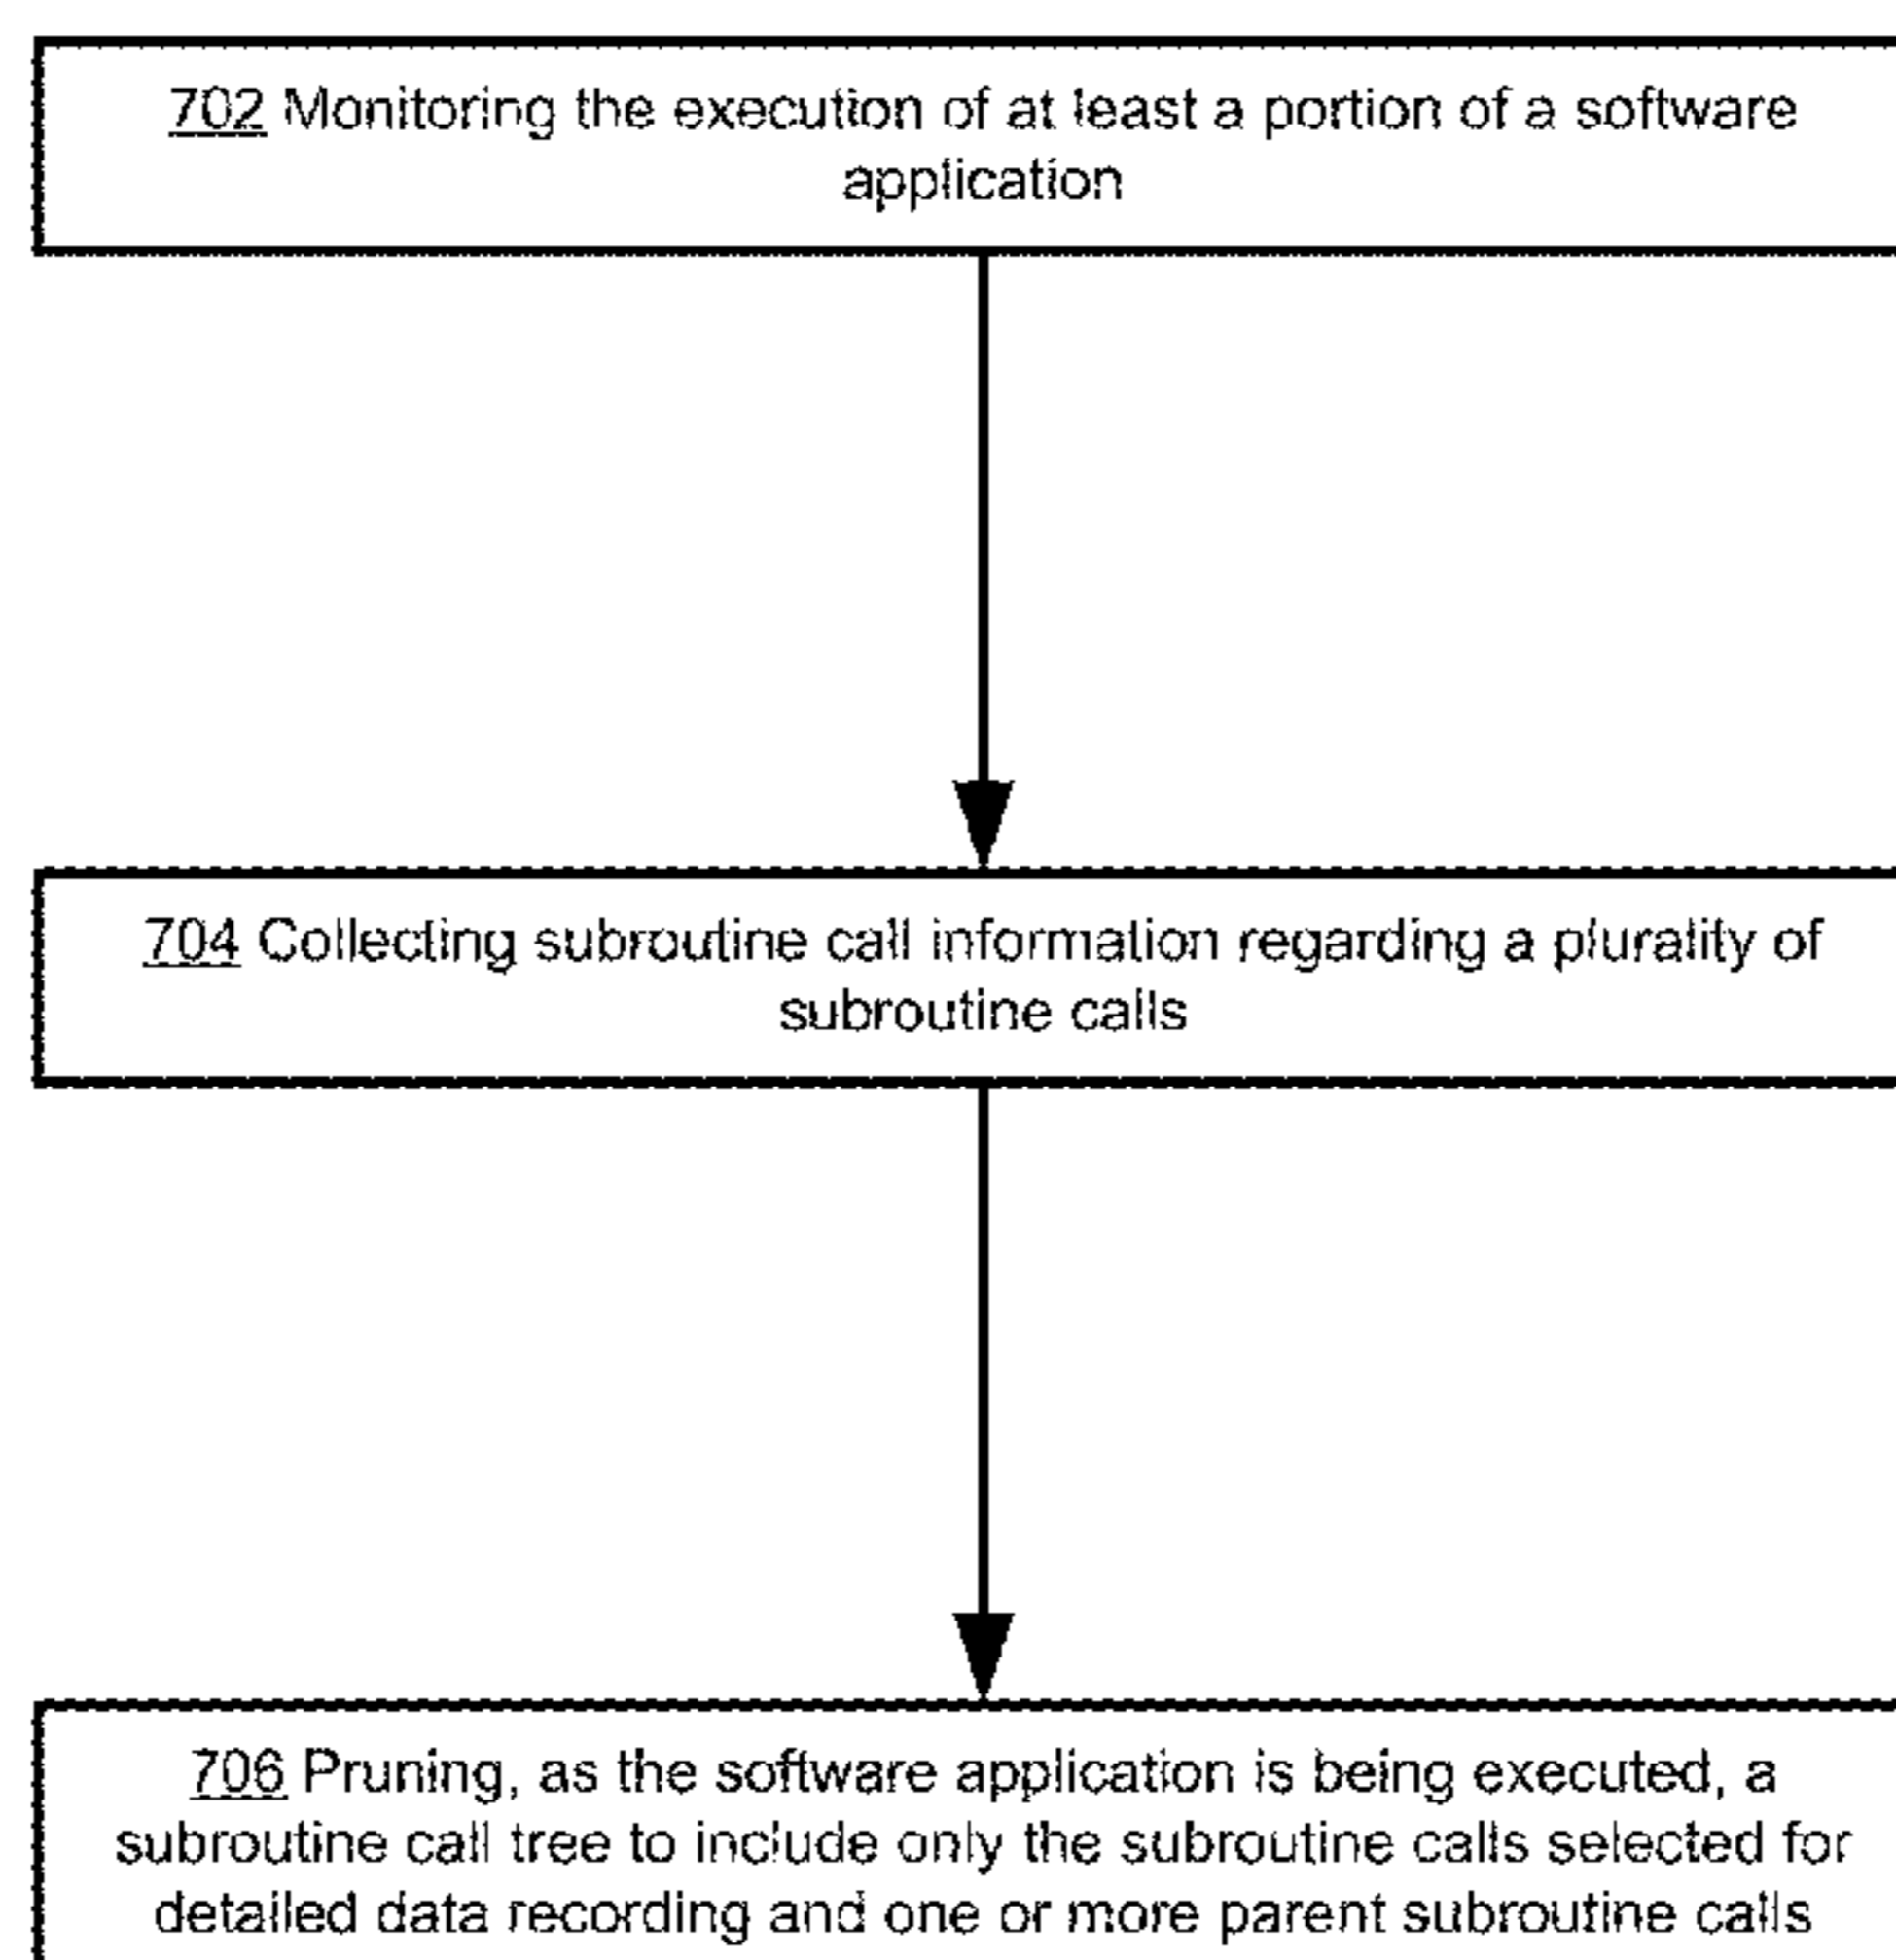 702 Monitoring the execution of at least a portion of a software
application
704 Collecting subroutine call information regarding a plurality of
subroutine calls
706 Pruning, as the software application is being executed, a
subroutine call tree to include only the subroutine calls selected for
detailed data recording and one or more parent subroutine calls